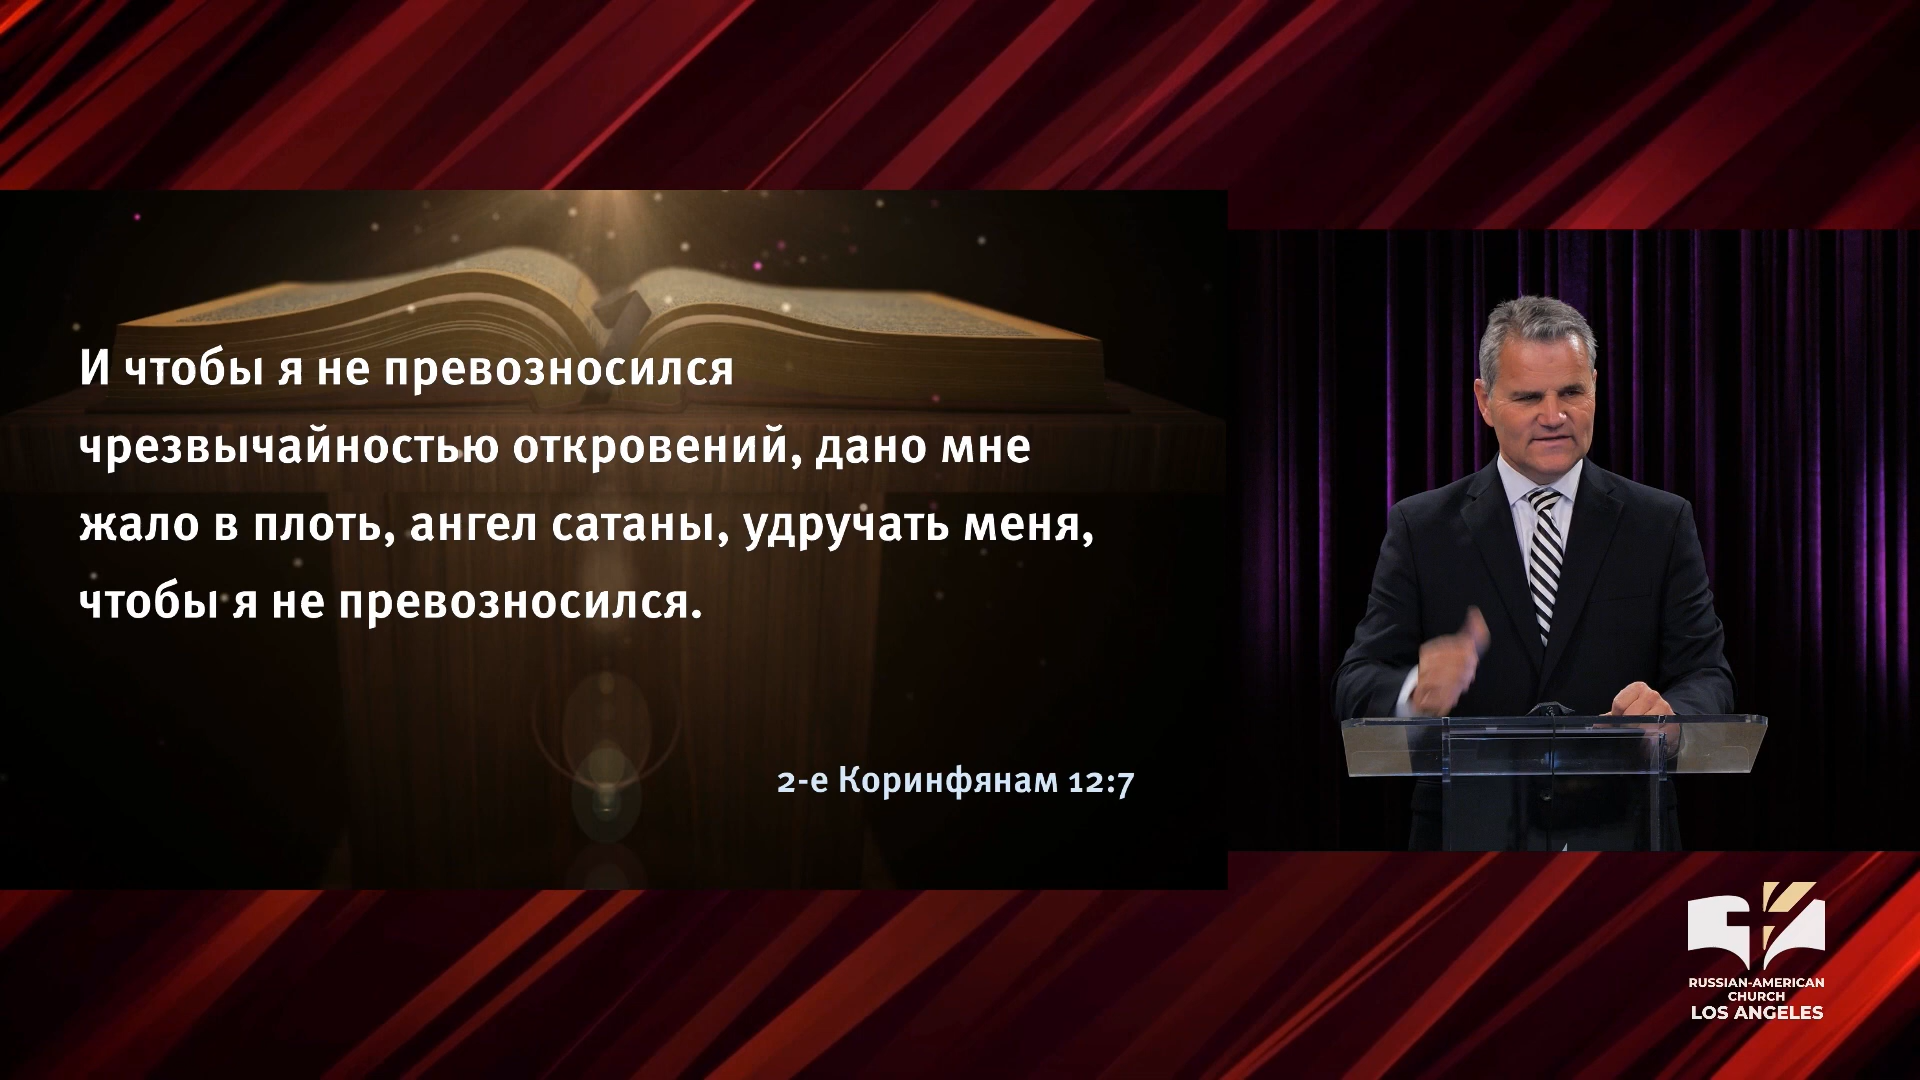 И чтобы я не превозносился
чрезвычайностью откровений, дано мне
жало в плоть, ангел сатаны, удручать меня,
чтобы я не превозносился.
2-е Коринфянам 12:7
RUSSIAN-AMERICAN
CHURCH
LOS ANGELES